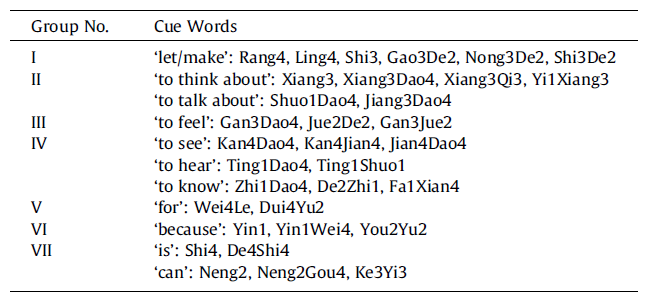 Group No. Cue Words
I ‘let/make’: Rang4, Ling4, Shi3, Gao3De2, Nong3De2, Shi3De2
II ‘to think about’: Xiang3, Xiang3Dao4, Xiang3Qi3, Yi1Xiang3
‘to talk about’: Shuo1Dao4, Jiang3Dao4
III ‘to feel’: Gan3Dao4, Jue2De2, Gan3Jue2
IV ‘to see’: Kan4Dao4, Kan4Jian4, Jian4Dao4
‘to hear’: Ting1Dao4, Ting1Shuo1
‘to know’: Zhi1Dao4, De2Zhi1, Fa1Xian4
V ‘for’: Wei4Le, Dui4Yu2
VI ‘because’: Yin1, Yin1Wei4, You2Yu2
VII ‘is’: Shi4, De4Shi4
‘can’: Neng2, Neng2Gou4, Ke3Yi3